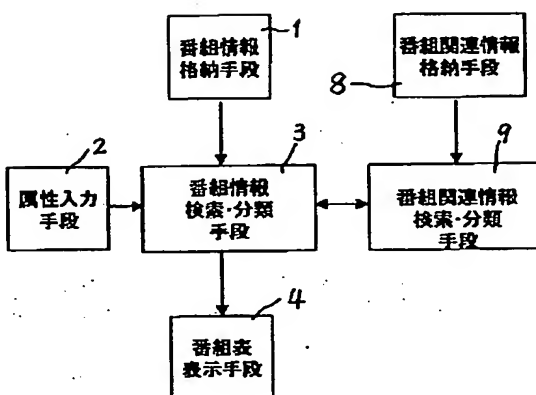 1
番組情報
格納手段
8
番組関連情報
格納手段
2
属性入力
手段
3
番組情報
検索・分類
手段
9
番組関連情報
検索・分類
手段
4
番組表
表示手段